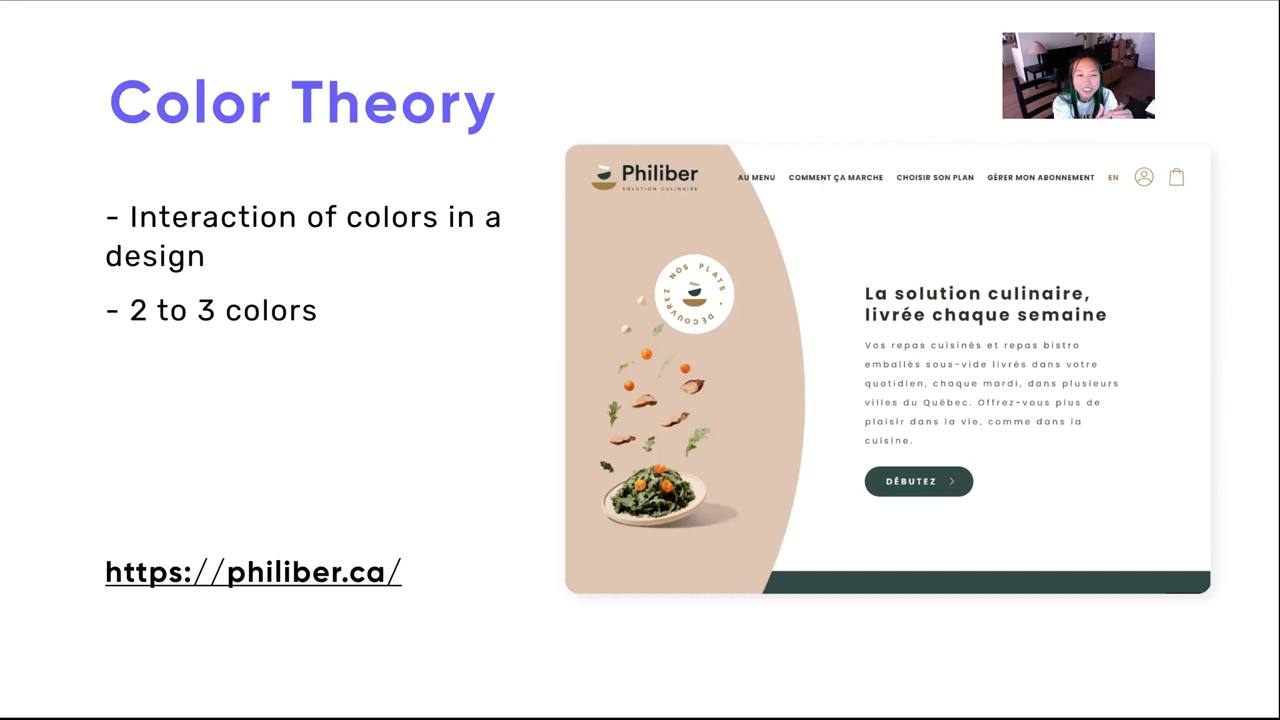 Color Theory
- Interaction of colors in a
design
- 2 to 3 colors
https://philiber.ca/
Philiber
SOLUTION CULINAIRE
AU MENU
COMMENT ÇA MARCHE
CHOISIR SON PLAN
GÉRER MON ABONNEMENT
EN
DÉCOUVREZ NOS PLATS •
La solution culinaire,
livrée chaque semaine
Vos repas cuisinés et repas bistro
emballés sous-vide livrés dans votre
quotidien, chaque mardi, dans plusieurs
villes du Québec. Offrez-vous plus de
plaisir dans la vie, comme dans la
cuisine.
DÉBUTEZ